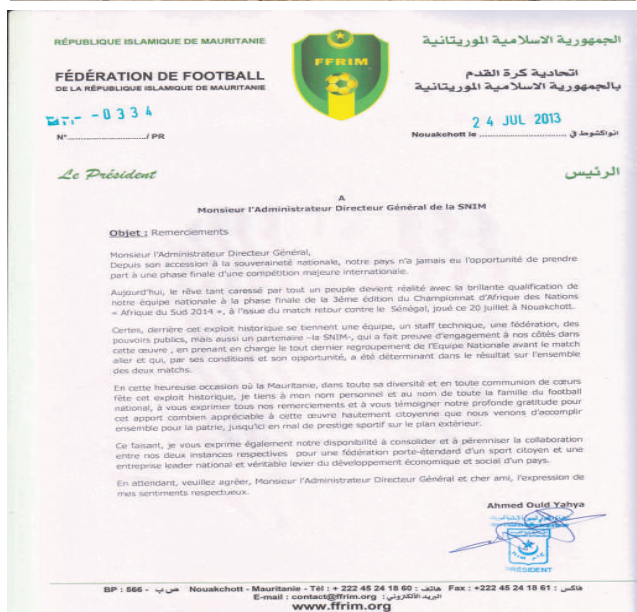 RÉPUBLIQUE ISLAMIQUE DE MAURITANIE
الجمهورية الاسلامية الموريتانية
FFRIM
FÉDÉRATION DE FOOTBALL
DE LA RÉPUBLIQUE ISLAMIQUE DE MAURITANIE
اتحادية كرة القدم
بالجمهورية الاسلامية الموريتانية
- 0 3 3 4
N°............................../ PR
2 4 JUL 2013
Nouakchott le .............................. انواكشوط في
Le Président
الرئيس
A
Monsieur l'Administrateur Directeur Général de la SNIM
Objet : Remerciements
Monsieur l'Administrateur Directeur Général,
Depuis son accession à la souveraineté nationale, notre pays n'a jamais eu l'opportunité de prendre
part à une phase finale d'une compétition majeure internationale.
Aujourd'hui, le rêve tant caressé par tout un peuple devient réalité avec la brillante qualification de
notre équipe nationale à la phase finale de la 3ème édition du Championnat d'Afrique des Nations
« Afrique du Sud 2014 », à l'issue du match retour contre le Sénégal, joué ce 20 juillet à Nouakchott.
Certes, derrière cet exploit historique se tiennent une équipe, un staff technique, une fédération, des
pouvoirs publics, mais aussi un partenaire –la SNIM-, qui a fait preuve d'engagement à nos côtés dans
cette œuvre , en prenant en charge le tout dernier regroupement de l'Equipe Nationale avant le match
aller et qui, par ses conditions et son opportunité, a été déterminant dans le résultat sur l'ensemble
des deux matchs.
En cette heureuse occasion où la Mauritanie, dans toute sa diversité et en toute communion de cœurs
fête cet exploit historique, je tiens à mon nom personnel et au nom de toute la famille du football
national, à vous exprimer tous nos remerciements et à vous témoigner notre profonde gratitude pour
cet apport combien appréciable à cette œuvre hautement citoyenne que nous venons d'accomplir
ensemble pour la patrie, jusqu'ici en mal de prestige sportif sur le plan extérieur.
Ce faisant, je vous exprime également notre disponibilité à consolider et à pérenniser la collaboration
entre nos deux instances respectives pour une fédération porte-étendard d'un sport citoyen et une
entreprise leader national et véritable levier du développement économique et social d'un pays.
En attendant, veuillez agréer, Monsieur l'Administrateur Directeur Général et cher ami, l'expression de
mes sentiments respectueux.
Ahmed Ould Yahya
PRÉSIDENT
BP : 566 - ص.ب Nouakchott - Mauritanie - Tél : + 222 45 24 18 60 : هاتف Fax : +222 45 24 18 61 : فاكس
E-mail : contact@ffrim.org : البريد الألكتروني
www.ffrim.org